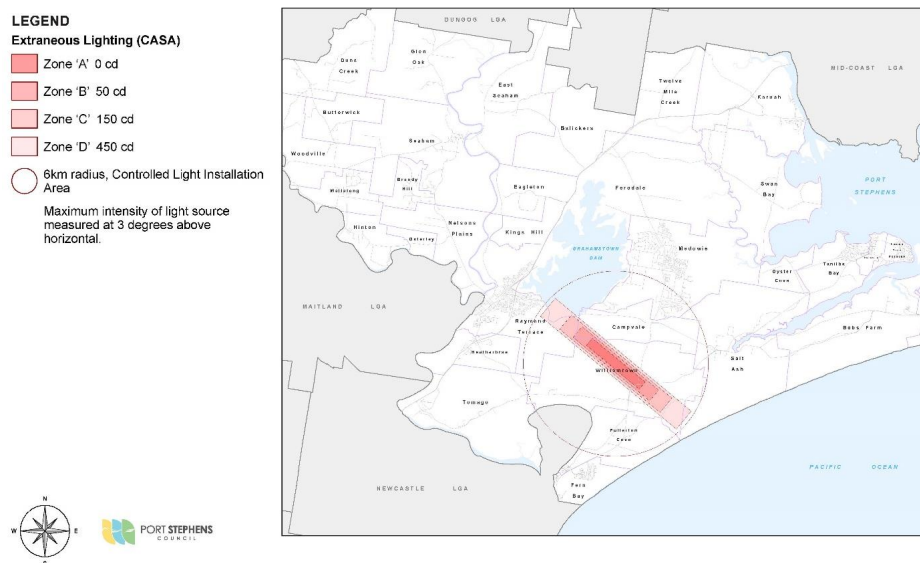 LEGEND
Extraneous Lighting (CASA)
Zone 'A' 0 cd
Zone 'B' 50 cd
Zone 'C' 150 cd
Zone 'D' 450 cd
6km radius, Controlled Light Installation
Area
Maximum intensity of light source
measured at 3 degrees above
horizontal.
N
W
E
S
PORT STEPHENS
COUNCIL
DUNGOG LGA
MID-COAST LGA
MAITLAND LGA
NEWCASTLE LGA
Glen
Oak
Duns
Creek
East
Seaham
Twelve
Mile
Creek
Karuah
Butterwick
Balickera
Woodville
Seaham
Wallalong
Brandy
Hill
Eagleton
Ferodale
Swan
Bay
PORT
STEPHENS
Hinton
Osterley
Nelsons
Plains
Kings Hill
GRAHAMSTOWN
DAM
Medowie
Oyster
Cove
Tanilba
Bay
Raymond
Terrace
Campvale
Bobs Farm
Heatherbrae
Williamtown
Salt
Ash
Tomago
Fullerton
Cove
Fern
Bay
PACIFIC OCEAN